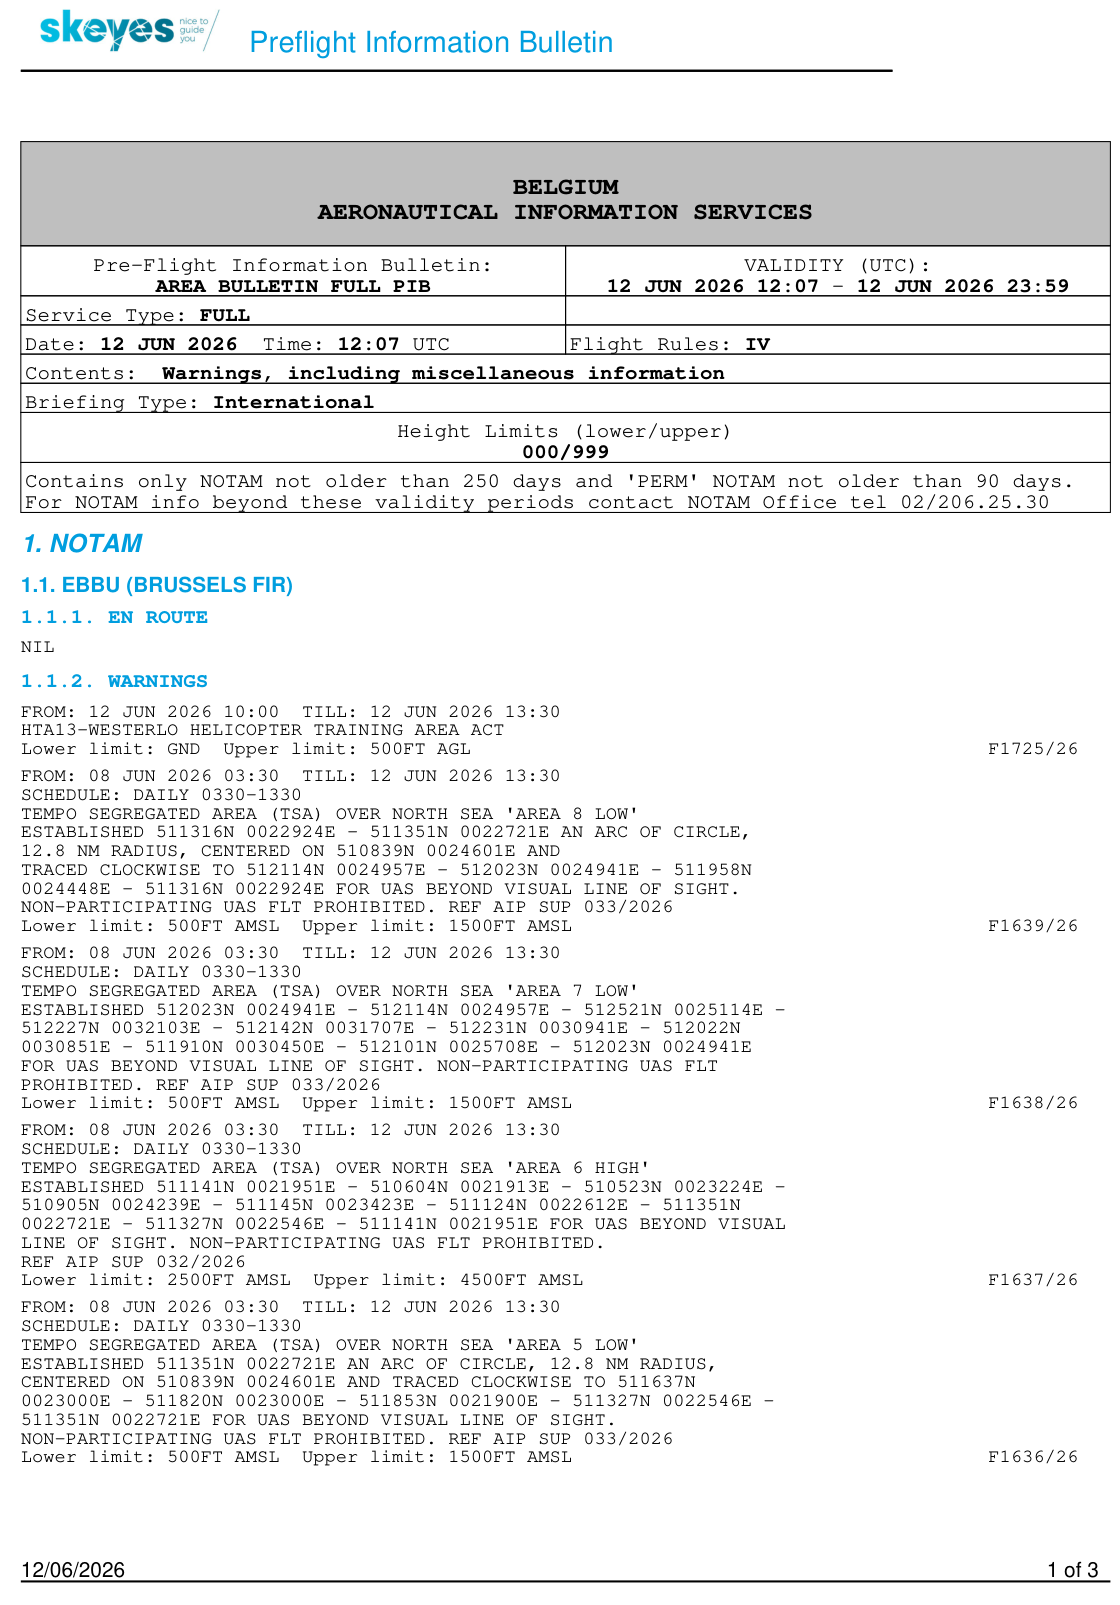 skeyes nice to guide you
Preflight Information Bulletin
BELGIUM
AERONAUTICAL INFORMATION SERVICES
Pre-Flight Information Bulletin:
AREA BULLETIN FULL PIB
VALIDITY (UTC):
12 JUN 2026 12:07 - 12 JUN 2026 23:59
Service Type: FULL
Date: 12 JUN 2026 Time: 12:07 UTC
Flight Rules: IV
Contents: Warnings, including miscellaneous information
Briefing Type: International
Height Limits (lower/upper)
000/999
Contains only NOTAM not older than 250 days and 'PERM' NOTAM not older than 90 days.
For NOTAM info beyond these validity periods contact NOTAM Office tel 02/206.25.30
1. NOTAM
1.1. EBBU (BRUSSELS FIR)
1.1.1. EN ROUTE
NIL
1.1.2. WARNINGS
FROM: 12 JUN 2026 10:00 TILL: 12 JUN 2026 13:30
HTA13-WESTERLO HELICOPTER TRAINING AREA ACT
Lower limit: GND Upper limit: 500FT AGL F1725/26
FROM: 08 JUN 2026 03:30 TILL: 12 JUN 2026 13:30
SCHEDULE: DAILY 0330-1330
TEMPO SEGREGATED AREA (TSA) OVER NORTH SEA 'AREA 8 LOW'
ESTABLISHED 511316N 0022924E - 511351N 0022721E AN ARC OF CIRCLE,
12.8 NM RADIUS, CENTERED ON 510839N 0024601E AND
TRACED CLOCKWISE TO 512114N 0024957E - 512023N 0024941E - 511958N
0024448E - 511316N 0022924E FOR UAS BEYOND VISUAL LINE OF SIGHT.
NON-PARTICIPATING UAS FLT PROHIBITED. REF AIP SUP 033/2026
Lower limit: 500FT AMSL Upper limit: 1500FT AMSL F1639/26
FROM: 08 JUN 2026 03:30 TILL: 12 JUN 2026 13:30
SCHEDULE: DAILY 0330-1330
TEMPO SEGREGATED AREA (TSA) OVER NORTH SEA 'AREA 7 LOW'
ESTABLISHED 512023N 0024941E - 512114N 0024957E - 512521N 0025114E -
512227N 0032103E - 512142N 0031707E - 512231N 0030941E - 512022N
0030851E - 511910N 0030450E - 512101N 0025708E - 512023N 0024941E
FOR UAS BEYOND VISUAL LINE OF SIGHT. NON-PARTICIPATING UAS FLT
PROHIBITED. REF AIP SUP 033/2026
Lower limit: 500FT AMSL Upper limit: 1500FT AMSL F1638/26
FROM: 08 JUN 2026 03:30 TILL: 12 JUN 2026 13:30
SCHEDULE: DAILY 0330-1330
TEMPO SEGREGATED AREA (TSA) OVER NORTH SEA 'AREA 6 HIGH'
ESTABLISHED 511141N 0021951E - 510604N 0021913E - 510523N 0023224E -
510905N 0024239E - 511145N 0023423E - 511124N 0022612E - 511351N
0022721E - 511327N 0022546E - 511141N 0021951E FOR UAS BEYOND VISUAL
LINE OF SIGHT. NON-PARTICIPATING UAS FLT PROHIBITED.
REF AIP SUP 032/2026
Lower limit: 2500FT AMSL Upper limit: 4500FT AMSL F1637/26
FROM: 08 JUN 2026 03:30 TILL: 12 JUN 2026 13:30
SCHEDULE: DAILY 0330-1330
TEMPO SEGREGATED AREA (TSA) OVER NORTH SEA 'AREA 5 LOW'
ESTABLISHED 511351N 0022721E AN ARC OF CIRCLE, 12.8 NM RADIUS,
CENTERED ON 510839N 0024601E AND TRACED CLOCKWISE TO 511637N
0023000E - 511820N 0023000E - 511853N 0021900E - 511327N 0022546E -
511351N 0022721E FOR UAS BEYOND VISUAL LINE OF SIGHT.
NON-PARTICIPATING UAS FLT PROHIBITED. REF AIP SUP 033/2026
Lower limit: 500FT AMSL Upper limit: 1500FT AMSL F1636/26
12/06/2026 1 of 3